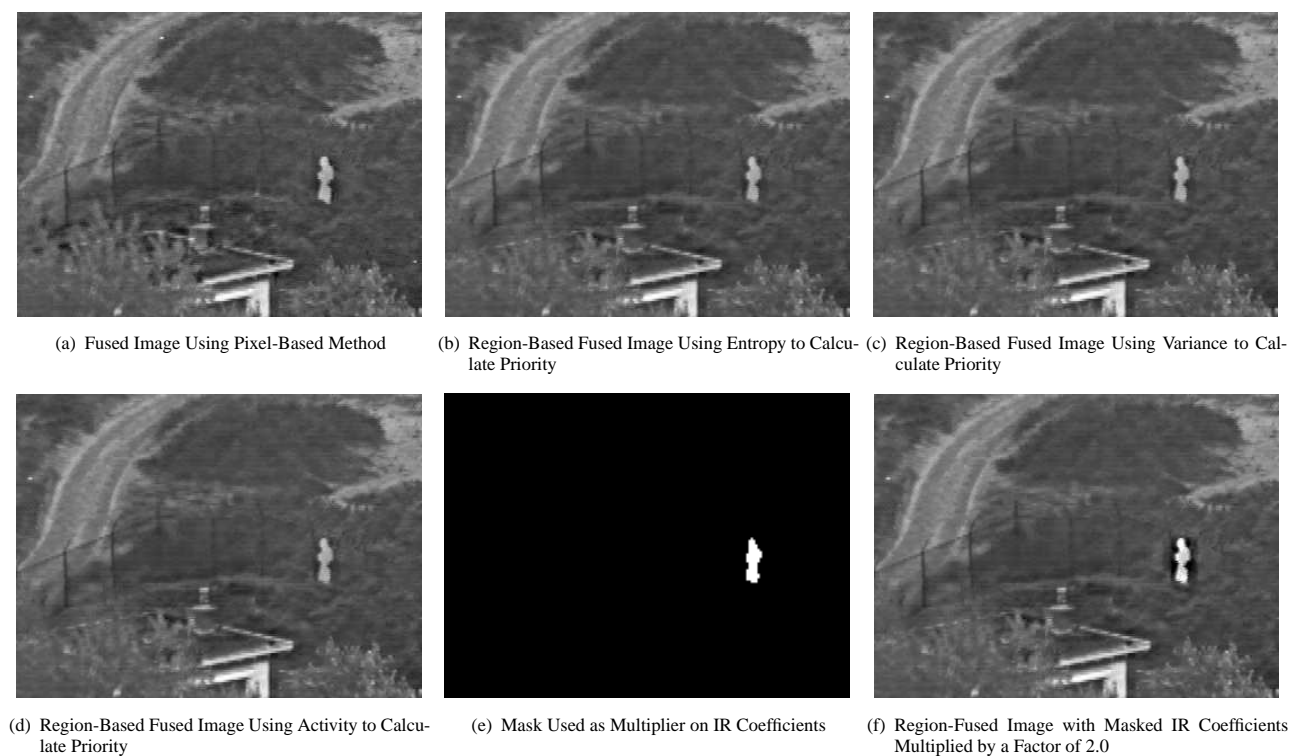 (a) Fused Image Using Pixel-Based Method
(b) Region-Based Fused Image Using Entropy to Calcu-
late Priority
(c) Region-Based Fused Image Using Variance to Cal-
culate Priority
(d) Region-Based Fused Image Using Activity to Calcu-
late Priority
(e) Mask Used as Multiplier on IR Coefficients
(f) Region-Fused Image with Masked IR Coefficients
Multiplied by a Factor of 2.0